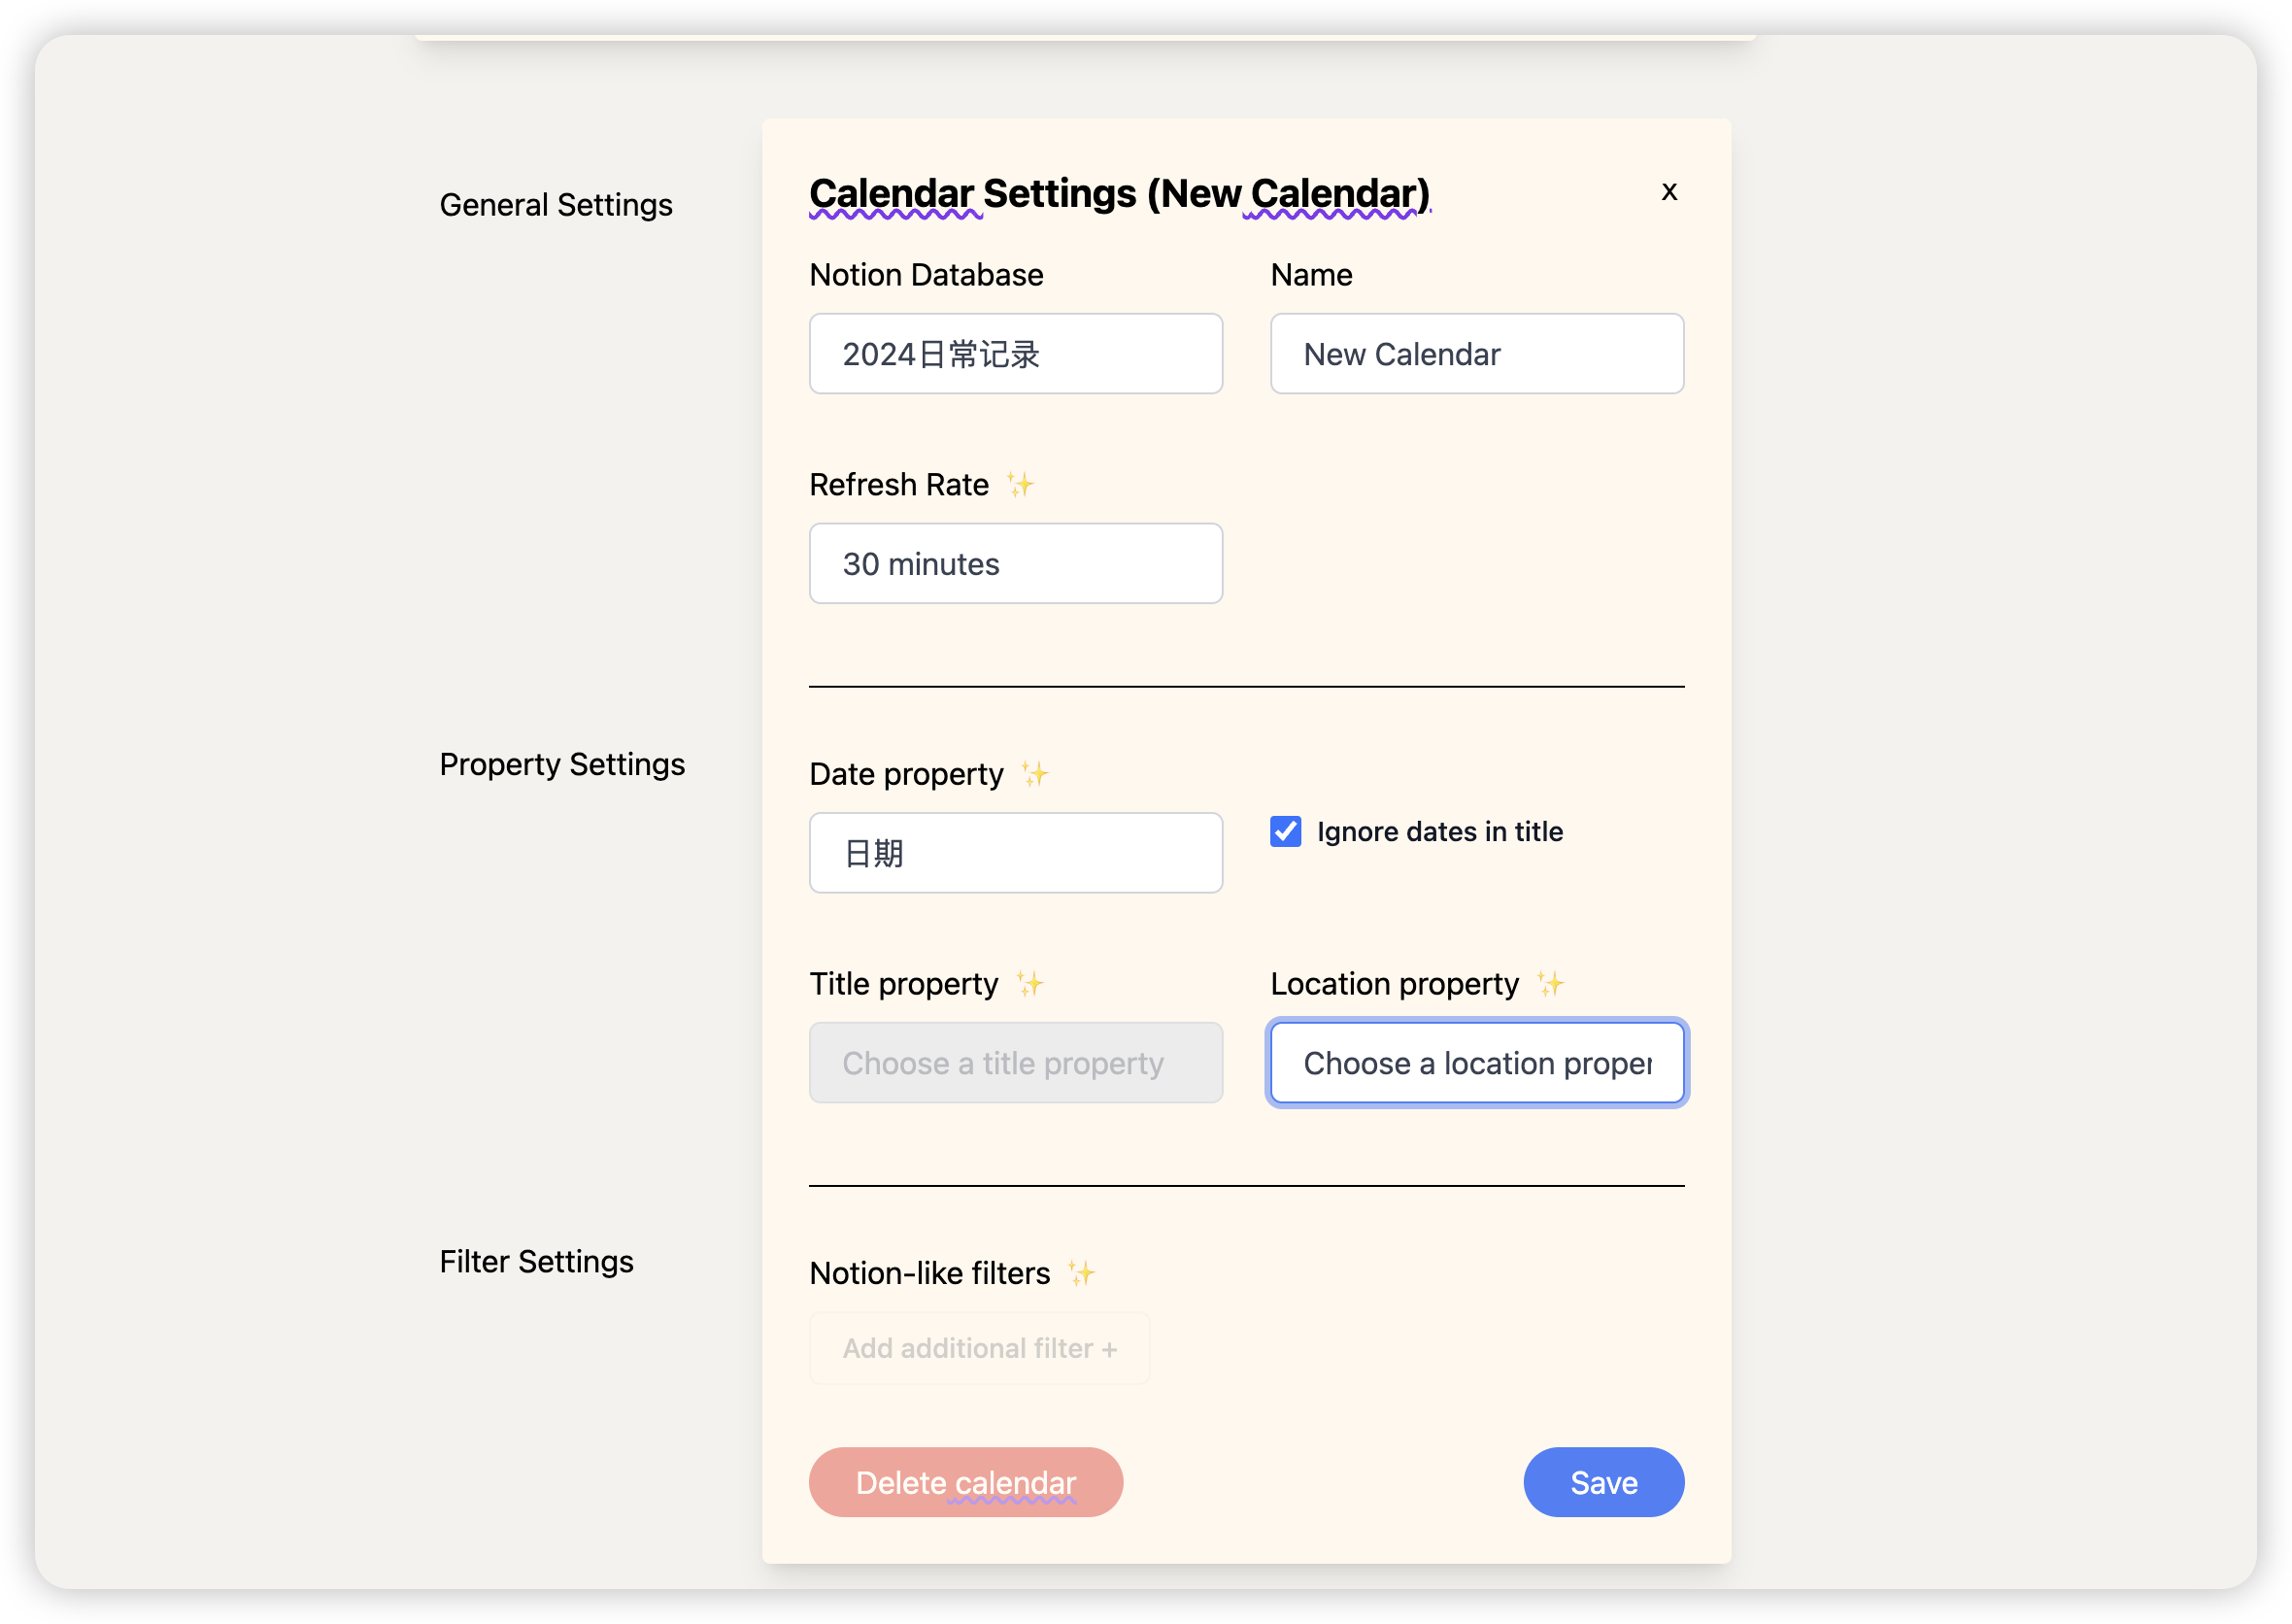 General Settings
Calendar Settings (New Calendar)
x
Notion Database
Name
2024日常记录
New Calendar
Refresh Rate ✨
30 minutes
Property Settings
Date property ✨
日期
Ignore dates in title
Title property ✨
Location property ✨
Choose a title property
Choose a location proper
Filter Settings
Notion-like filters ✨
Add additional filter +
Delete calendar
Save